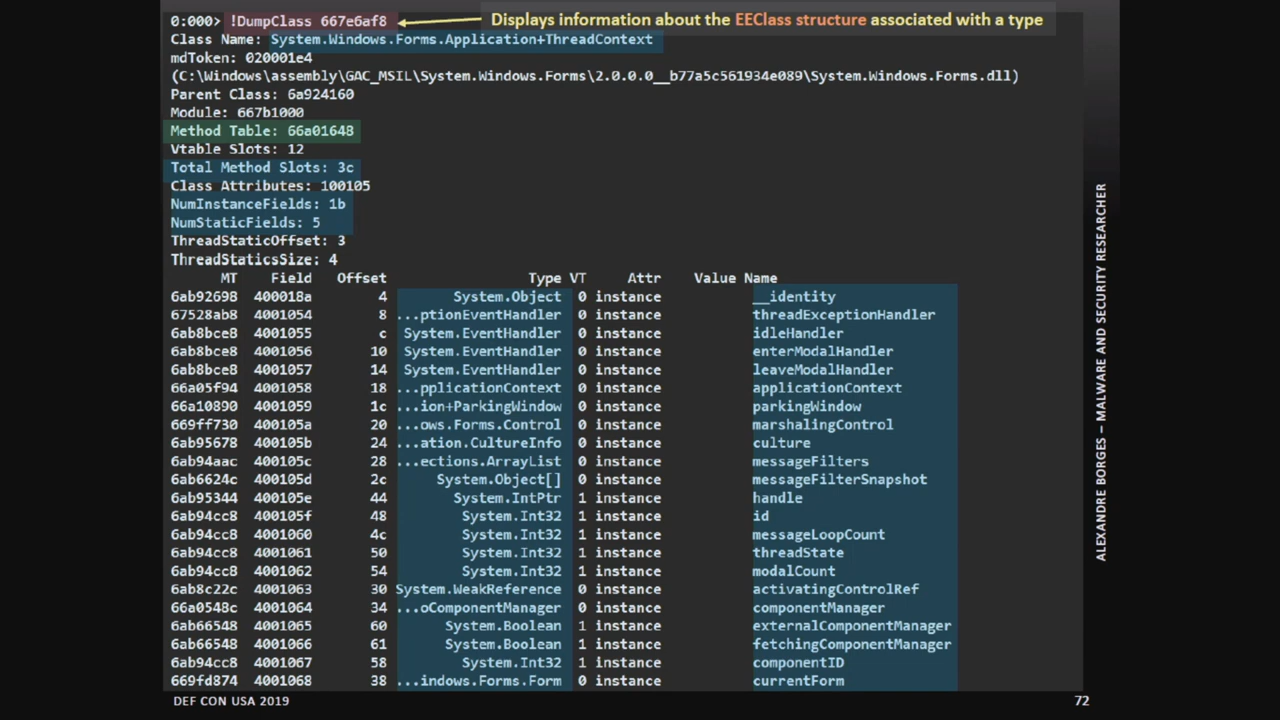 0:000> !DumpClass 667e6af8
Displays information about the EEClass structure associated with a type
Class Name: System.Windows.Forms.Application+ThreadContext
mdToken: 020001e4
(C:\Windows\assembly\GAC_MSIL\System.Windows.Forms\2.0.0.0__b77a5c561934e089\System.Windows.Forms.dll)
Parent Class: 6a924160
Module: 667b1000
Method Table: 66a01648
Vtable Slots: 12
Total Method Slots: 3c
Class Attributes: 100105
NumInstanceFields: 1b
NumStaticFields: 5
ThreadStaticOffset: 3
ThreadStaticsSize: 4
MT Field Offset Type VT Attr Value Name
6ab92698 400018a 4 System.Object 0 instance __identity
67528ab8 4001054 8 ...ptionEventHandler 0 instance threadExceptionHandler
6ab8bce8 4001055 c System.EventHandler 0 instance idleHandler
6ab8bce8 4001056 10 System.EventHandler 0 instance enterModalHandler
6ab8bce8 4001057 14 System.EventHandler 0 instance leaveModalHandler
66a05f94 4001058 18 ...pplicationContext 0 instance applicationContext
66a10890 4001059 1c ...ion+ParkingWindow 0 instance parkingWindow
669ff730 400105a 20 ...ows.Forms.Control 0 instance marshalingControl
6ab95678 400105b 24 ...ation.CultureInfo 0 instance culture
6ab94aac 400105c 28 ...ections.ArrayList 0 instance messageFilters
6ab6624c 400105d 2c System.Object[] 0 instance messageFilterSnapshot
6ab95344 400105e 44 System.IntPtr 1 instance handle
6ab94cc8 400105f 48 System.Int32 1 instance id
6ab94cc8 4001060 4c System.Int32 1 instance messageLoopCount
6ab94cc8 4001061 50 System.Int32 1 instance threadState
6ab94cc8 4001062 54 System.Int32 1 instance modalCount
6ab8c22c 4001063 30 System.WeakReference 0 instance activatingControlRef
66a0548c 4001064 34 ...oComponentManager 0 instance componentManager
6ab66548 4001065 60 System.Boolean 1 instance externalComponentManager
6ab66548 4001066 61 System.Boolean 1 instance fetchingComponentManager
6ab94cc8 4001067 58 System.Int32 1 instance componentID
669fd874 4001068 38 ...indows.Forms.Form 0 instance currentForm
ALEXANDRE BORGES – MALWARE AND SECURITY RESEARCHER
DEF CON USA 2019
72